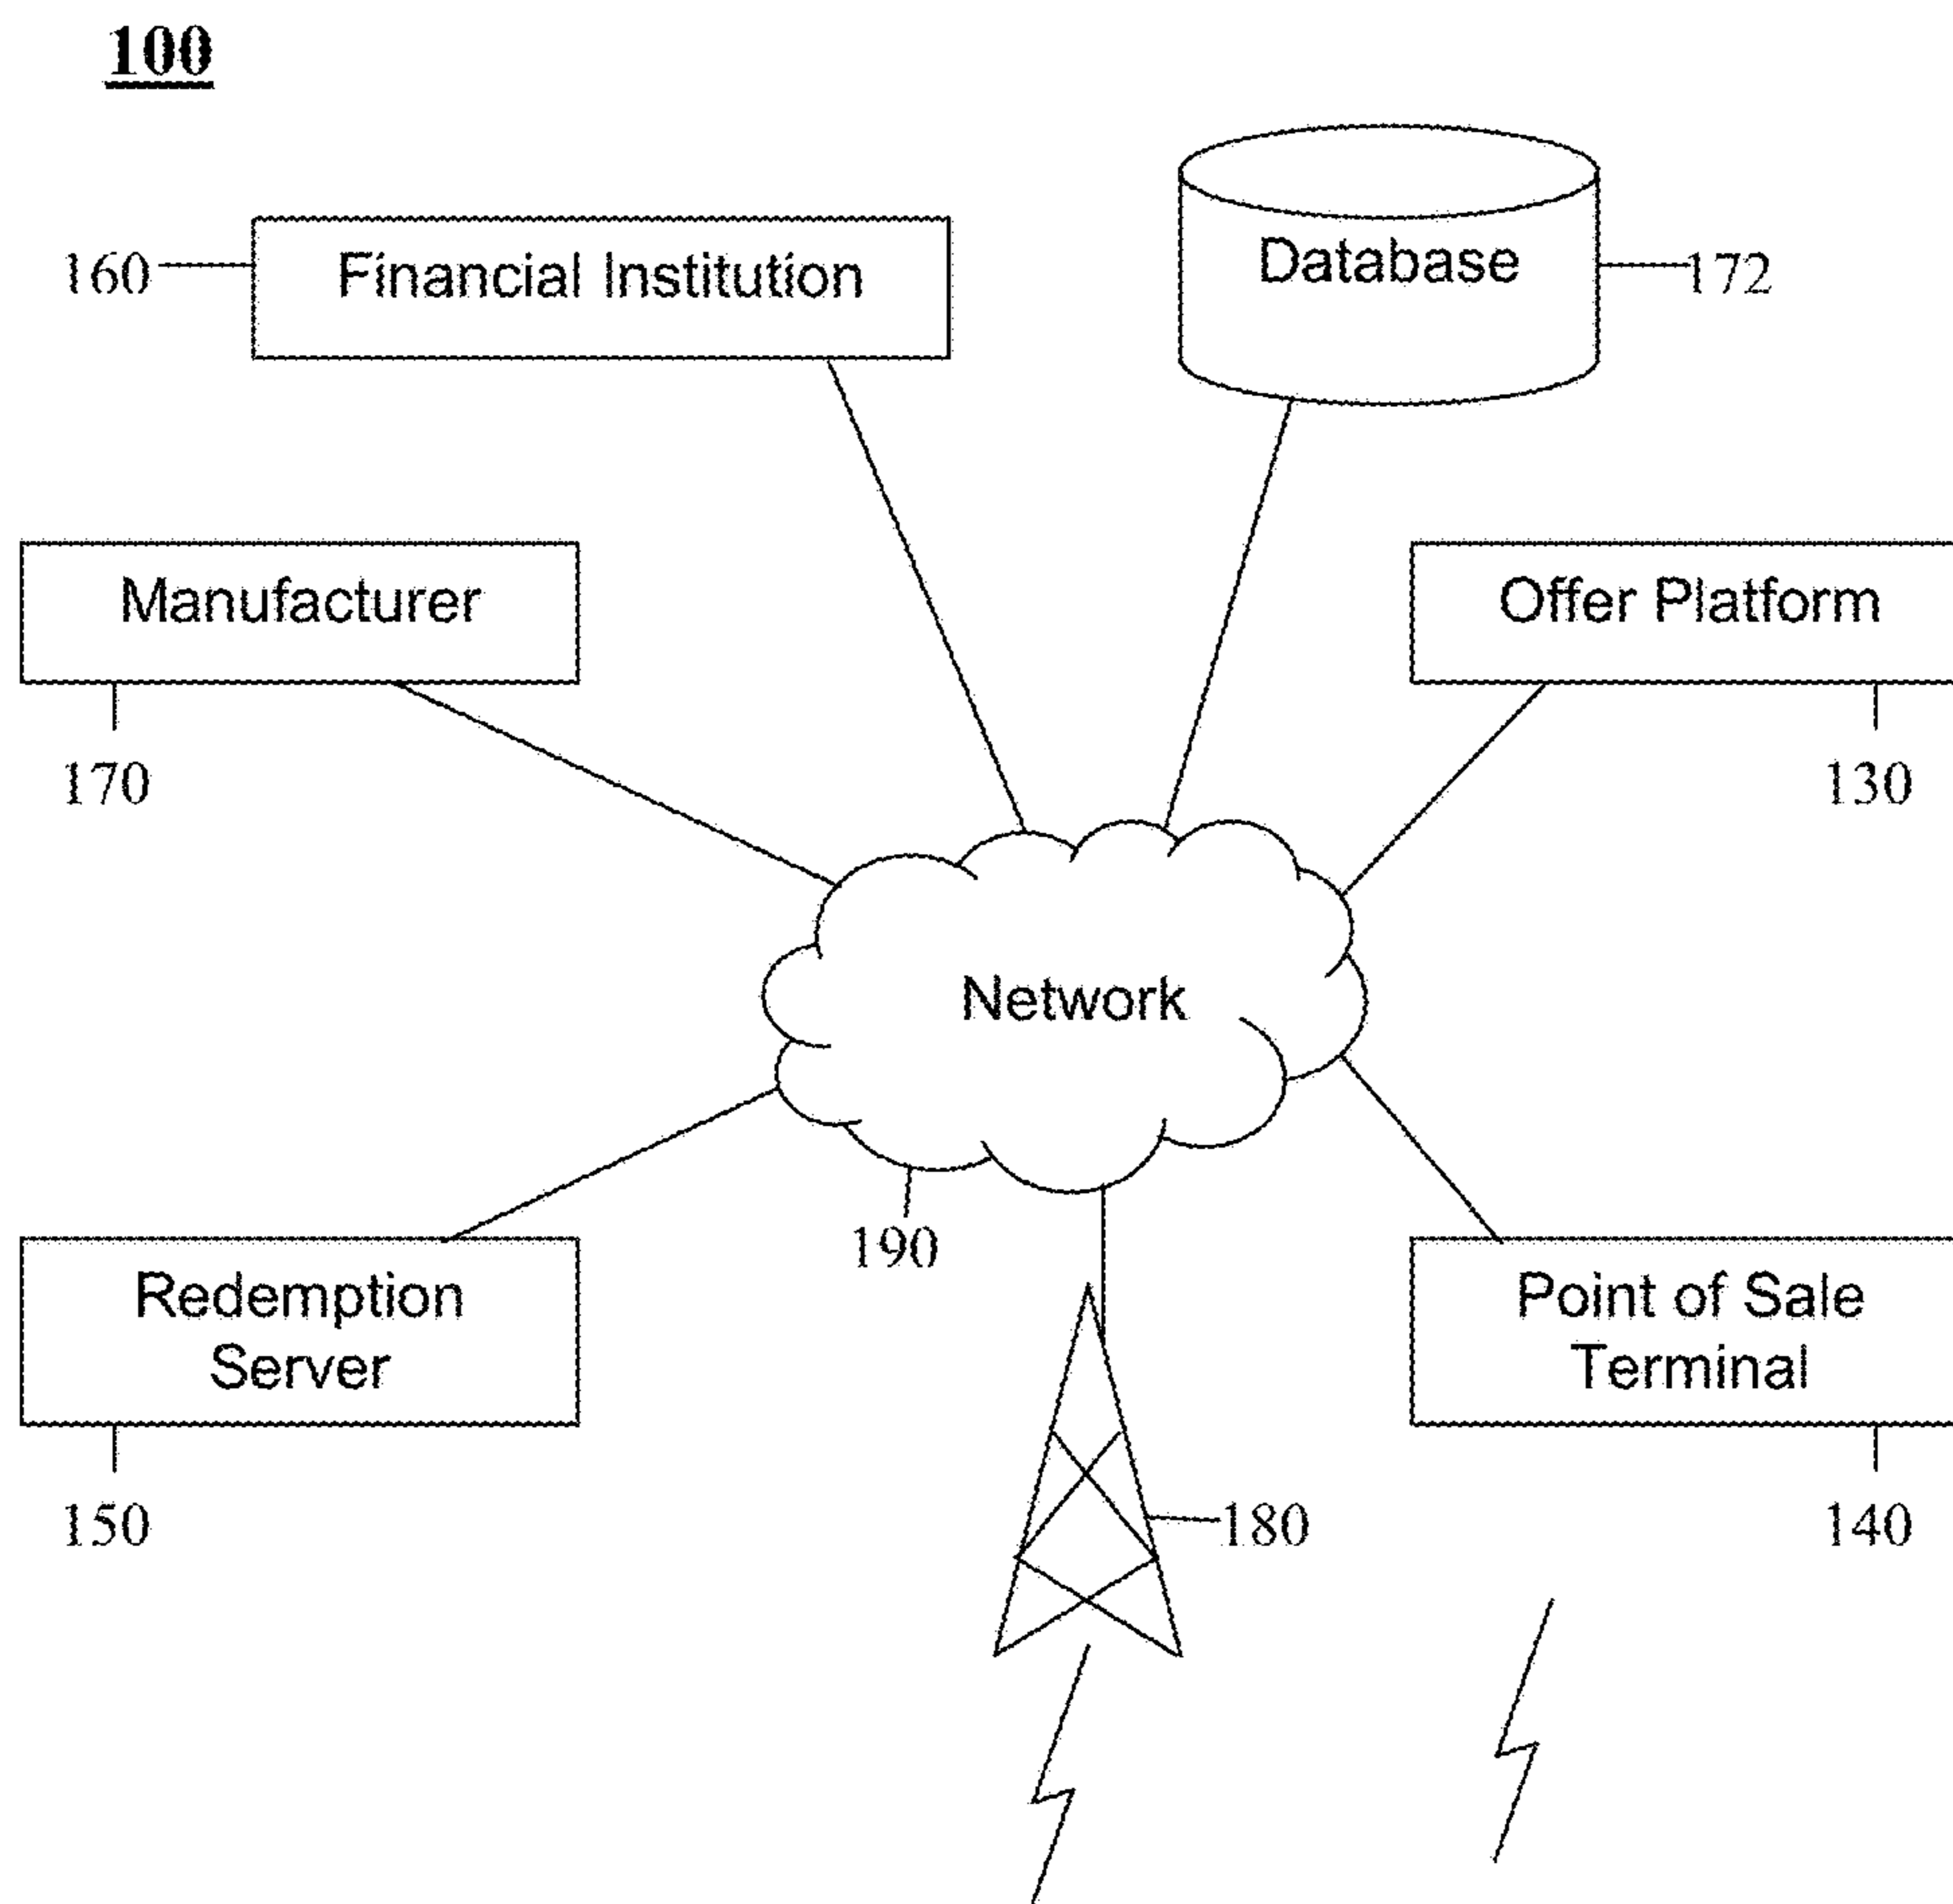 100
160
Financial Institution
Database
172
Manufacturer
170
Offer Platform
130
Network
190
Redemption
Server
150
180
Point of Sale
Terminal
140